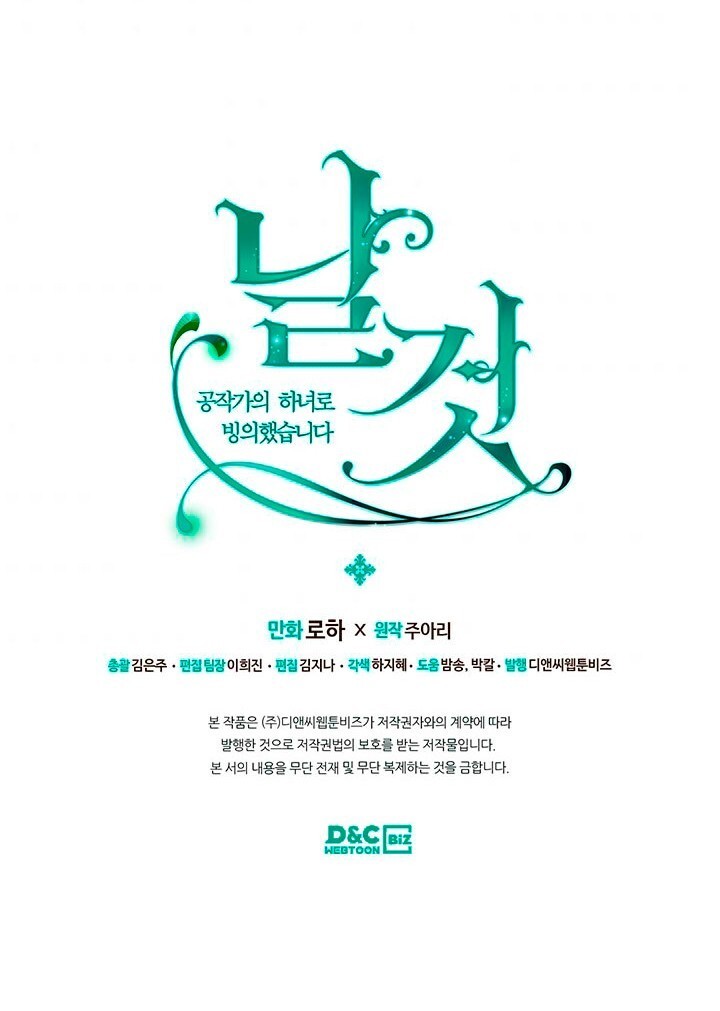 날것
공작가의 하녀로
빙의했습니다
만화 로하 X 원작 주아리
총괄 김은주 · 편집 팀장 이희진 · 편집 김지나 · 각색 하지혜 · 도움 밤송, 박칼 · 발행 디앤씨웹툰비즈
본 작품은 (주)디앤씨웹툰비즈가 저작권자와의 계약에 따라
발행한 것으로 저작권법의 보호를 받는 저작물입니다.
본 서의 내용을 무단 전재 및 무단 복제하는 것을 금합니다.
D&C
WEBTOON BiZ